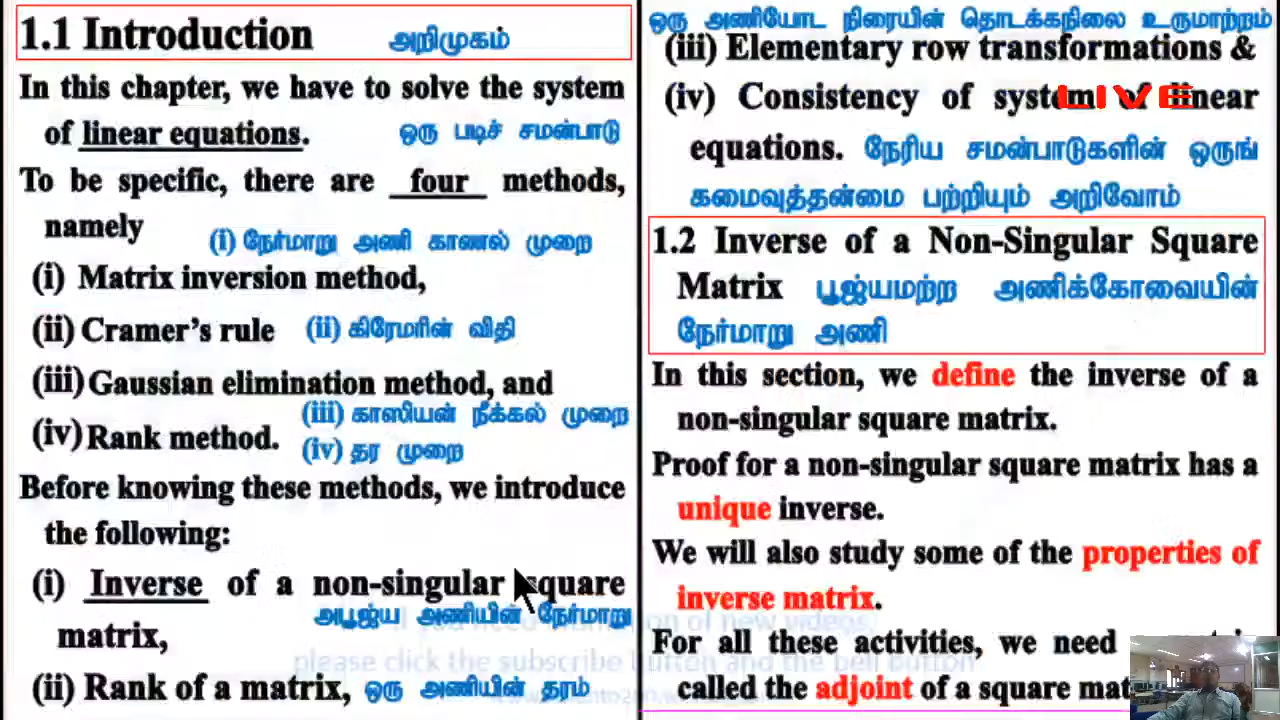 1.1 Introduction அறிமுகம்
In this chapter, we have to solve the system
of linear equations. ஒரு படிச் சமன்பாடு
To be specific, there are four methods,
namely
(i) நேர்மாறு அணி காணல் முறை
(i) Matrix inversion method,
(ii) Cramer's rule (ii) கிரேமரின் விதி
(iii) Gaussian elimination method, and
(iii) காஸியன் நீக்கல் முறை
(iv) Rank method. (iv) தர முறை
Before knowing these methods, we introduce
the following:
(i) Inverse of a non-singular square
அபூஜ்ய அணியின் நேர்மாறு
matrix,
(ii) Rank of a matrix, ஒரு அணியின் தரம்
ஒரு அணியோட நிரையின் தொடக்கநிலை உருமாற்றம்
(iii) Elementary row transformations &
(iv) Consistency of system of linear
LIVE
equations. நேரிய சமன்பாடுகளின் ஒருங்
கமைவுத்தன்மை பற்றியும் அறிவோம்
1.2 Inverse of a Non-Singular Square
Matrix பூஜ்யமற்ற அணிக்கோவையின்
நேர்மாறு அணி
In this section, we define the inverse of a
non-singular square matrix.
Proof for a non-singular square matrix has a
unique inverse.
We will also study some of the properties of
inverse matrix.
For all these activities, we need
called the adjoint of a square
if you need of new videos,
please click the subscribe button and the bell button